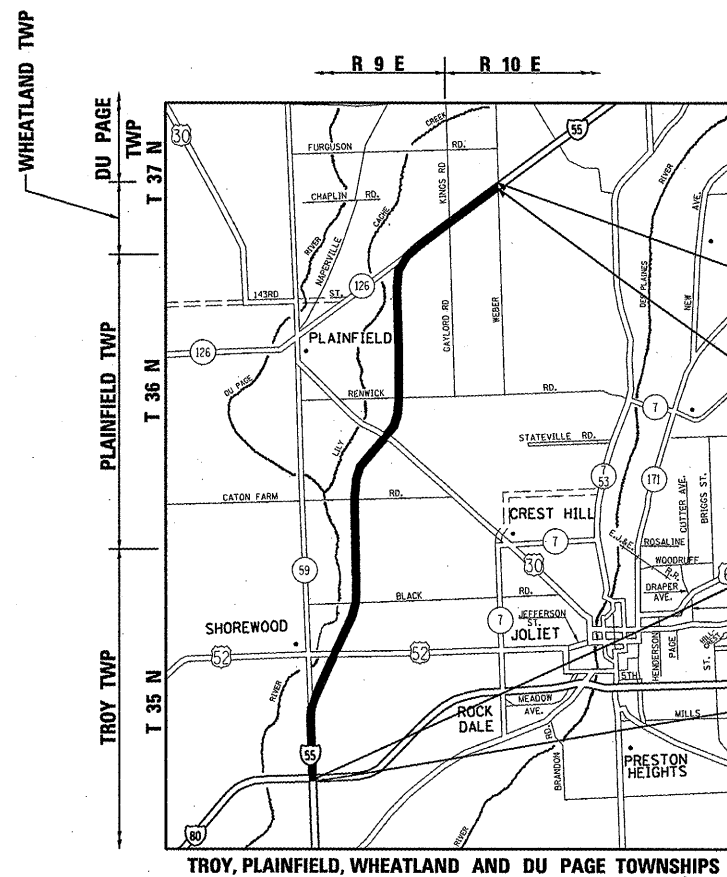 WHEATLAND TWP
DU PAGE
TWP
T 37 N
PLAINFIELD TWP
T 36 N
TROY TWP
T 35 N
R 9 E
R 10 E
30
FERGUSON RD.
CREEK
55
KINGS RD
CHAPLIN RD.
RIVER
NAPERVILLE
CACHE
RIVER
AVE.
DES PLAINES
NEW
143RD ST.
126
GAYLORD RD
WEBER
126
PLAINFIELD
DU PAGE
RENWICK RD.
7
LILY
STATEVILLE RD.
7
53
171
CATON FARM RD.
CUTTER AVE.
BRIGGS ST.
CREST HILL
E.J.&E.
R.R.
ROSALINE
7
WOODRUFF
30
59
DRAPER
AVE.
6
BLACK RD.
SHOREWOOD
7
JEFFERSON
ST.
JOLIET
52
52
HENDERSON
PAGE
ST.
5TH
RIVER
ROCK
DALE
MEADOW
AVE.
MILLS
55
BRANDON RD.
PRESTON
HEIGHTS
80
RIVER
TROY, PLAINFIELD, WHEATLAND AND DU PAGE TOWNSHIPS